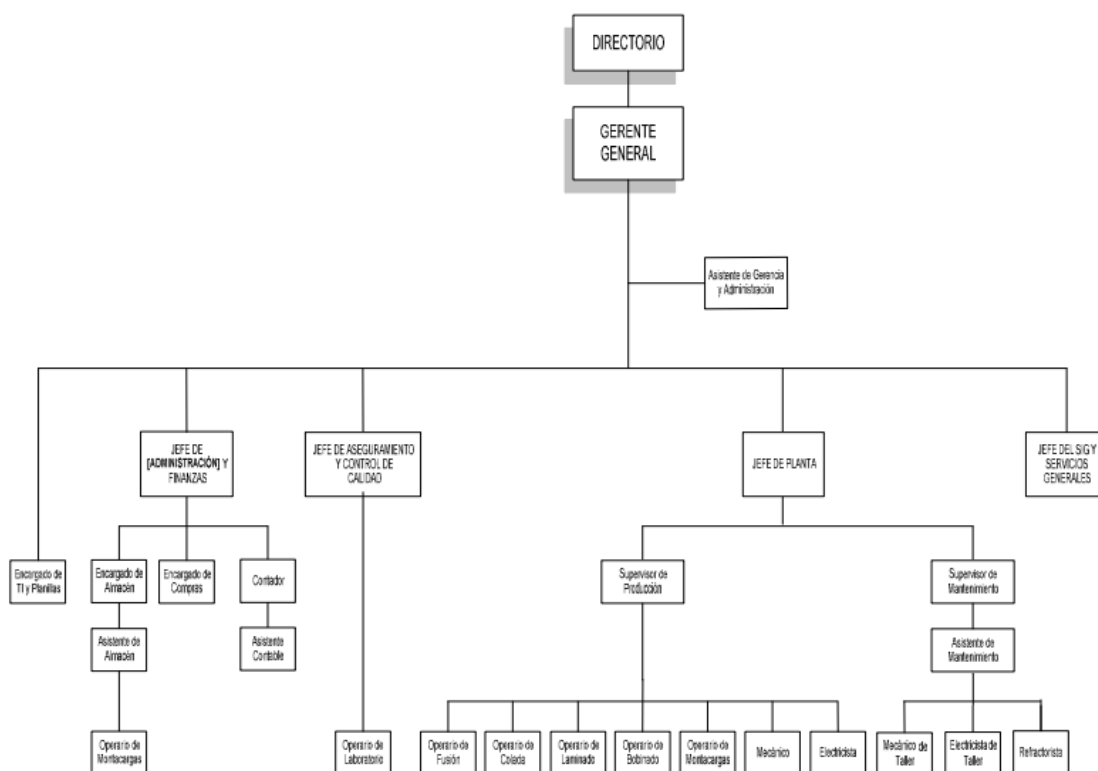 DIRECTORIO
GERENTE
GENERAL
Asistente de Gerencia
y Administración
JEFE DE
[ADMINISTRACIÓN] Y
FINANZAS
JEFE DE ASEGURAMIENTO
Y CONTROL DE
CALIDAD
JEFE DE PLANTA
JEFE DEL SIG Y
SERVICIOS
GENERALES
Encargado de
TI y Planillas
Encargado de
Almacén
Encargado de
Compras
Contador
Supervisor de
Producción
Supervisor de
Mantenimiento
Asistente de
Almacén
Asistente
Contable
Asistente de
Mantenimiento
Operario de
Montacargas
Operario de
Laboratorio
Operario de
Fusión
Operario de
Colada
Operario de
Laminado
Operario de
Bobinado
Operario de
Montacargas
Mecánico
Electricista
Mecánico de
Taller
Electricista de
Taller
Refractorista